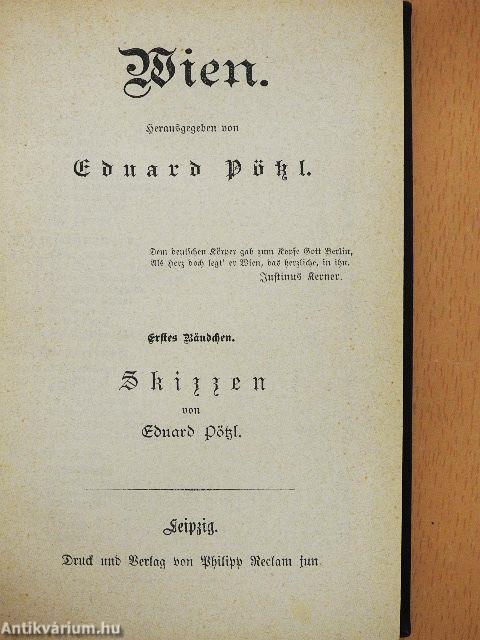 Wien.
Herausgegeben von
Eduard Pötzl.
Dem deutschen Körper gab zum Kopfe Gott Berlin,
Als Herz doch legt' er Wien, das herzliche, in ihn.
Justinus Kerner.
Erstes Bändchen.
Skizzen
von
Eduard Pötzl.
Leipzig.
Druck und Verlag von Philipp Reclam jun
Antikvárium.hu